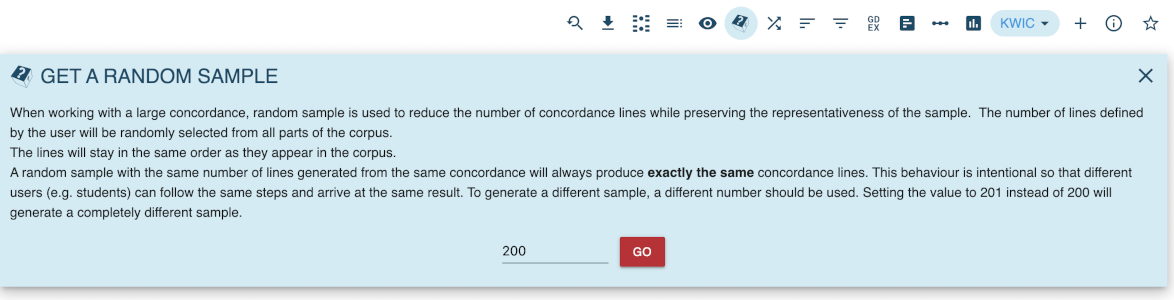 GD
EX
KWIC
GET A RANDOM SAMPLE
When working with a large concordance, random sample is used to reduce the number of concordance lines while preserving the representativeness of the sample.  The number of lines defined
by the user will be randomly selected from all parts of the corpus.
The lines will stay in the same order as they appear in the corpus.
A random sample with the same number of lines generated from the same concordance will always produce exactly the same concordance lines. This behaviour is intentional so that different
users (e.g. students) can follow the same steps and arrive at the same result. To generate a different sample, a different number should be used. Setting the value to 201 instead of 200 will
generate a completely different sample.
200
GO